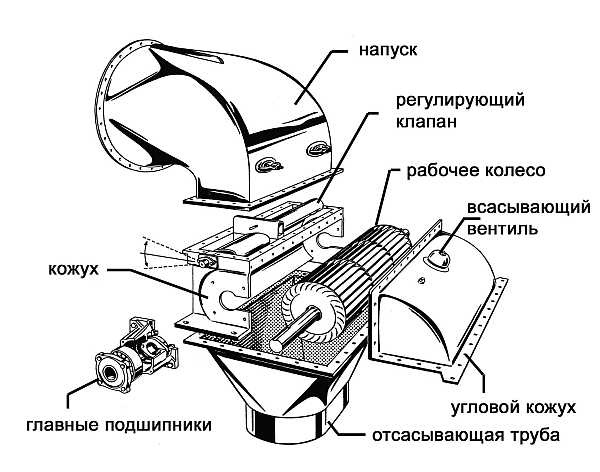 напуск
регулирующий
клапан
рабочее колесо
всасывающий
вентиль
кожух
главные подшипники
угловой кожух
отсасывающая труба